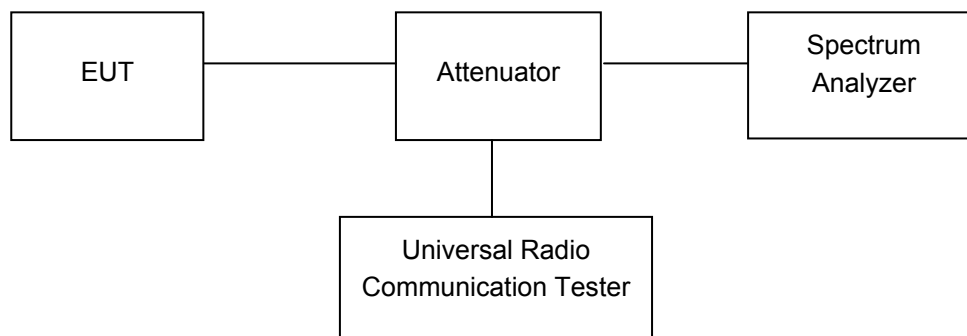 EUT
Attenuator
Spectrum
Analyzer
Universal Radio
Communication Tester